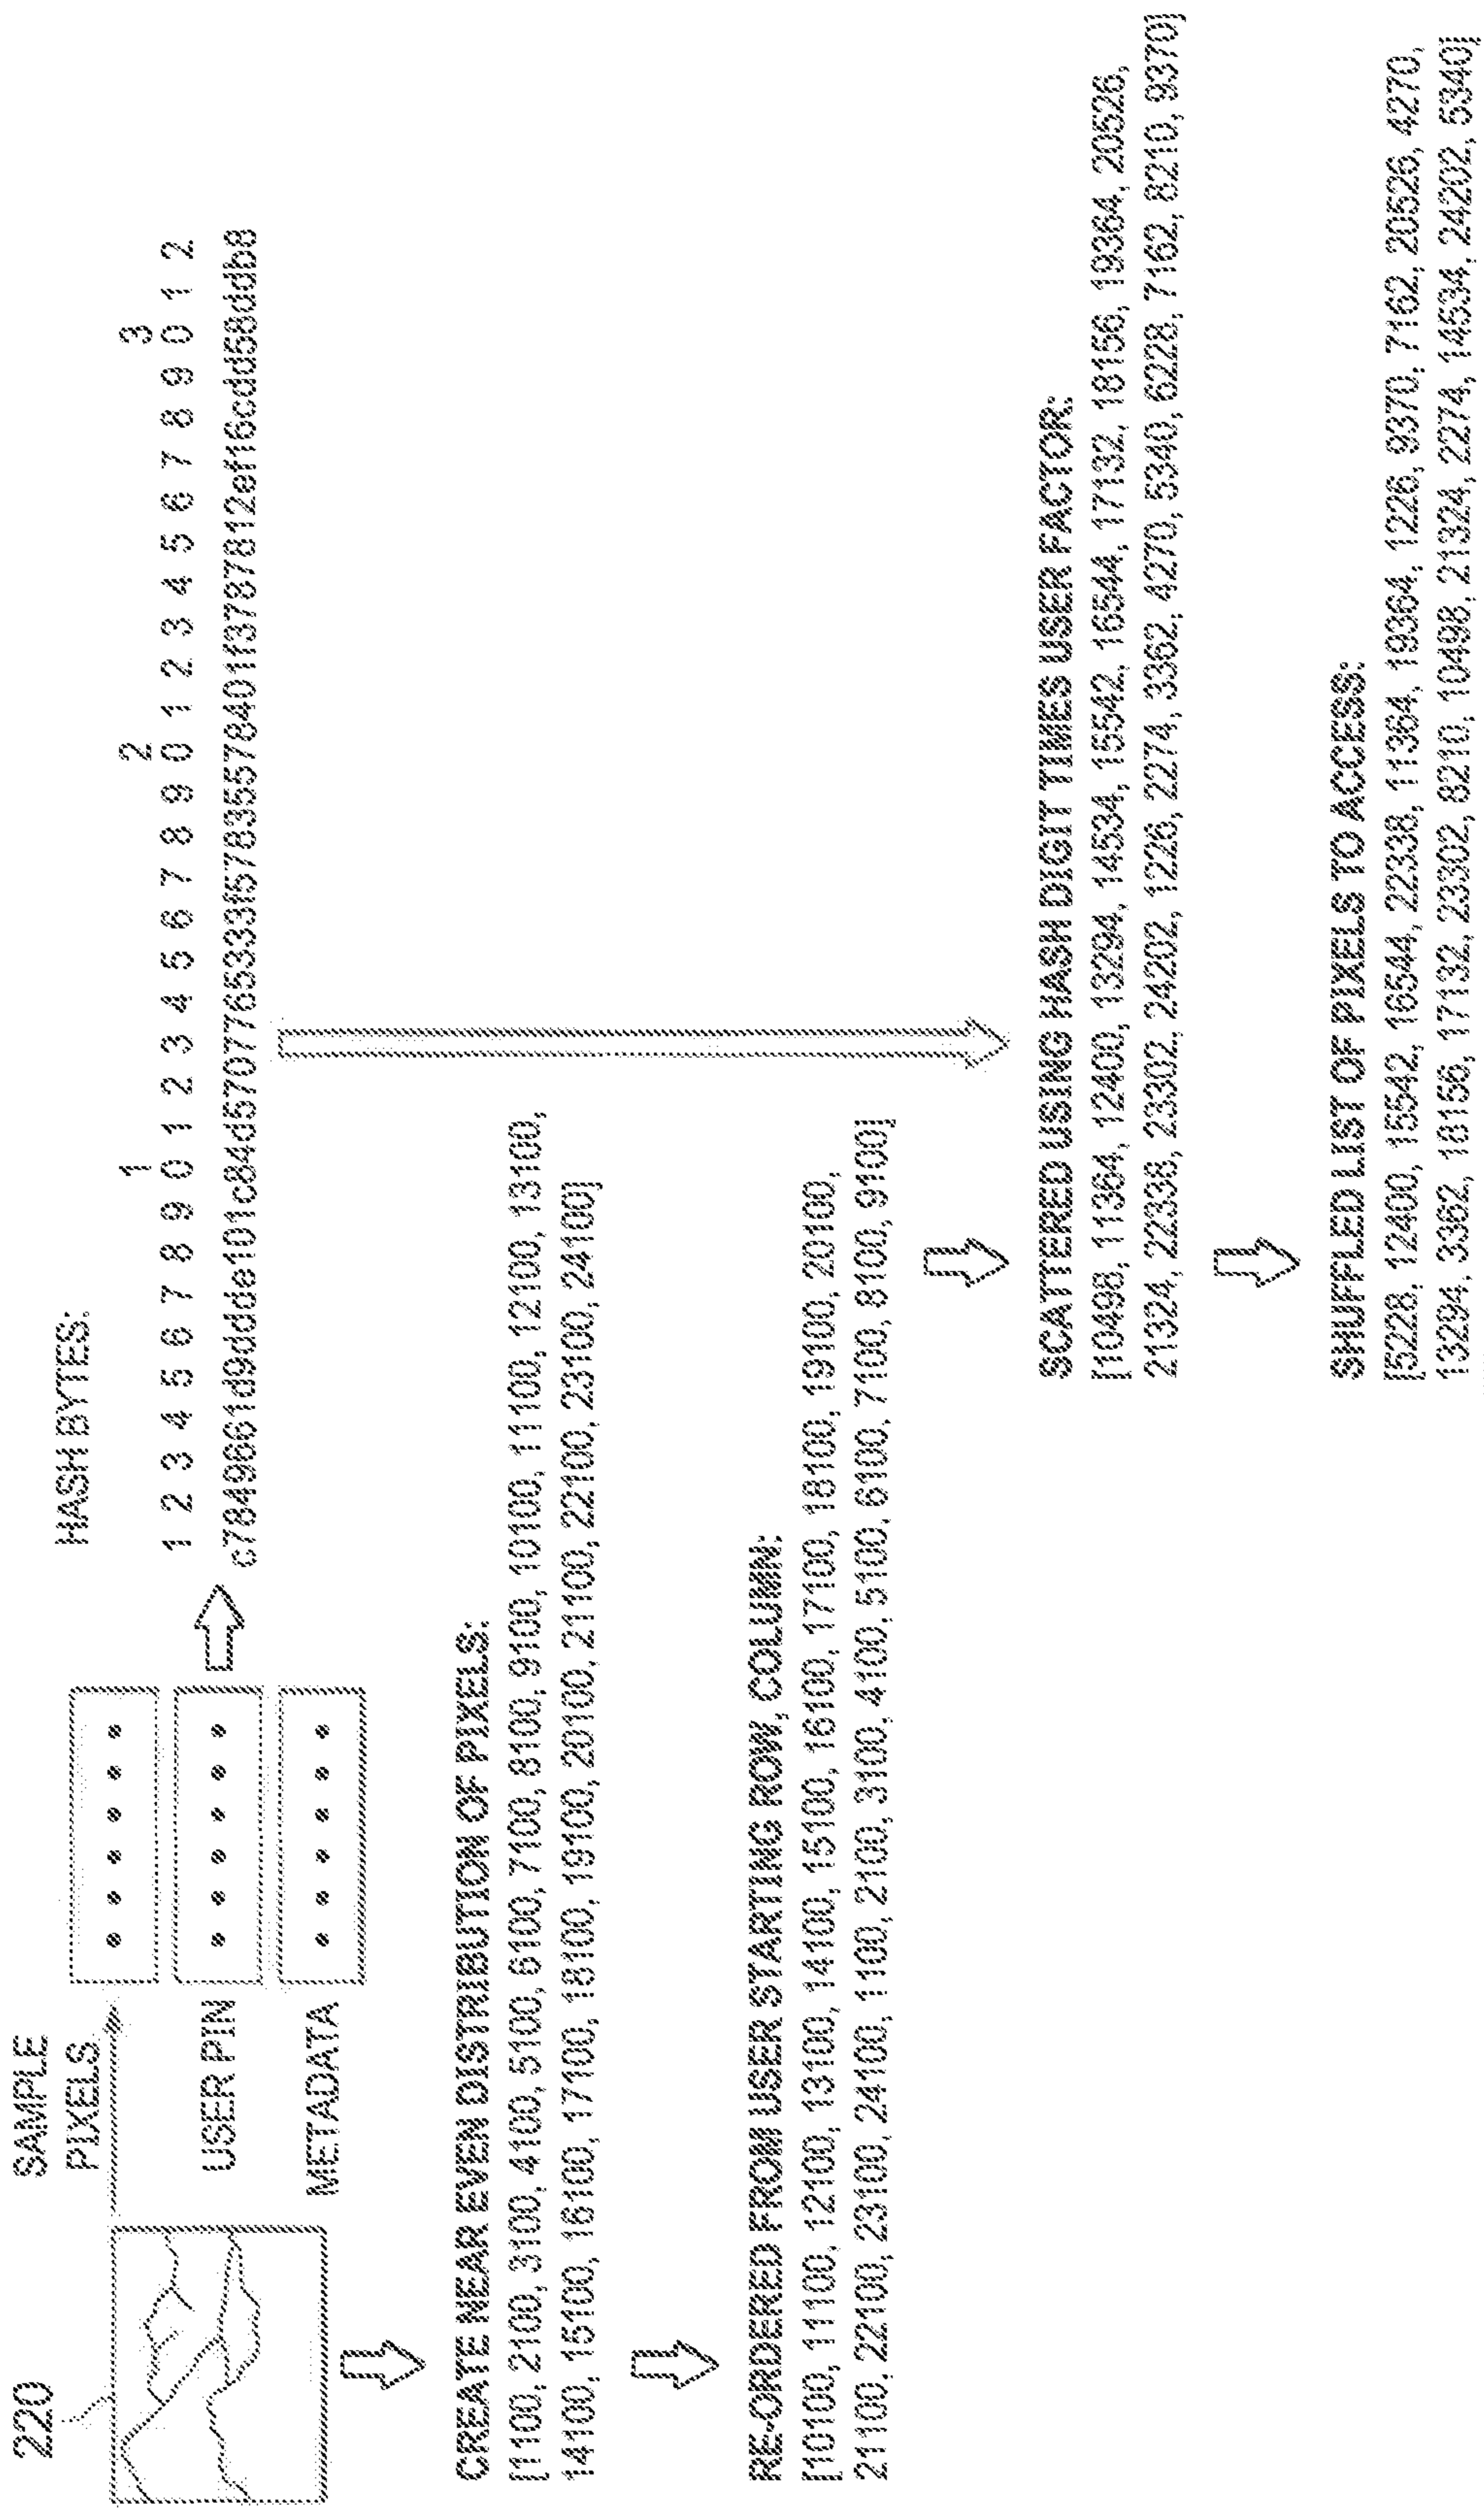 220
SAMPLE
PIXELS
USER PIN
METADATA
HASH BYTES:
1 2 3
1 2 3 4 5 6 7 8 9 0 1 2 3 4 5 6 7 8 9 0 1 2 3 4 5 6 7 8 9 0 1 2
c7849661d9ddde101c84d5707765333f57835578401f3787812ef16cdd58ddb8
CREATE NEAR EVEN DISTRIBUTION OF PIXELS:
[1100, 2100, 3100, 4100, 5100, 6100, 7100, 8100, 9100, 10100, 11100, 12100, 13100,
14100, 15100, 16100, 17100, 18100, 19100, 20100, 21100, 22100, 23100, 24100]
RE-ORDERED FROM USER STARTING ROW, COLUMN:
[10100, 11100, 12100, 13100, 14100, 15100, 16100, 17100, 18100, 19100, 20100,
21100, 22100, 23100, 24100, 1100, 2100, 3100, 4100, 5100, 6100, 7100, 8100, 9100]
SCATTERED USING HASH DIGIT TIMES USER FACTOR:
[10498, 11364, 12400, 13294, 14534, 15542, 16544, 17132, 18156, 19364, 20526,
21324, 22338, 23302, 24202, 1226, 2274, 3362, 4270, 5340, 6228, 7162, 8210, 9370]
SHUFFLED LIST OF PIXELS TO ACCESS:
[6228, 12400, 15542, 16544, 22338, 11364, 19364, 1226, 9370, 7162, 20526, 4270,
13294, 3362, 18156, 17132, 23302, 8210, 10498, 21324, 2274, 14534, 24202, 5340]